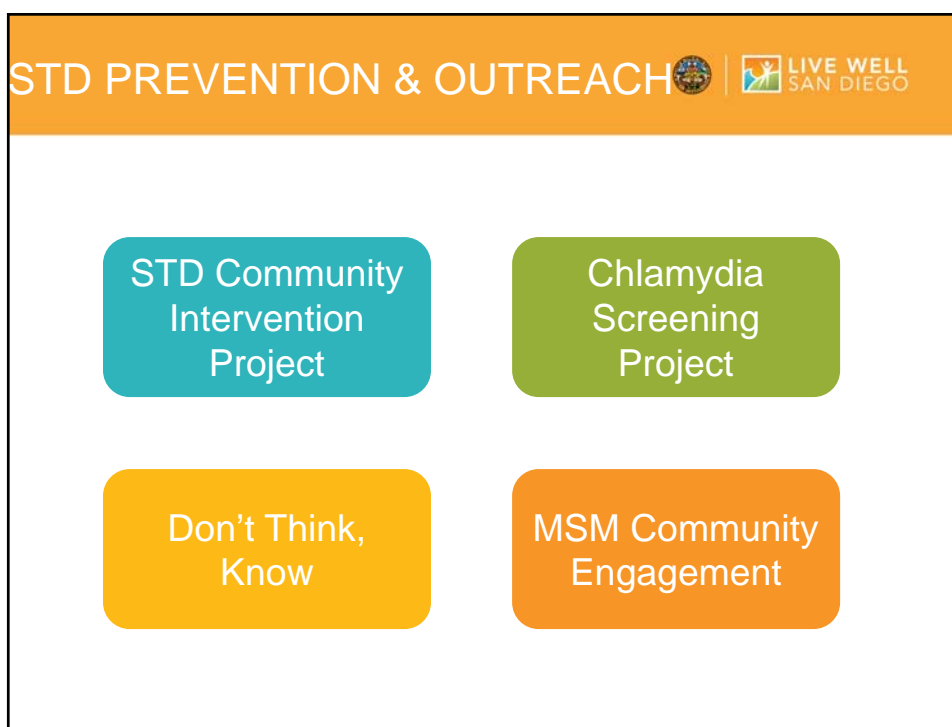 STD PREVENTION & OUTREACH
LIVE WELL
SAN DIEGO
STD Community
Intervention
Project
Chlamydia
Screening
Project
Don’t Think,
Know
MSM Community
Engagement